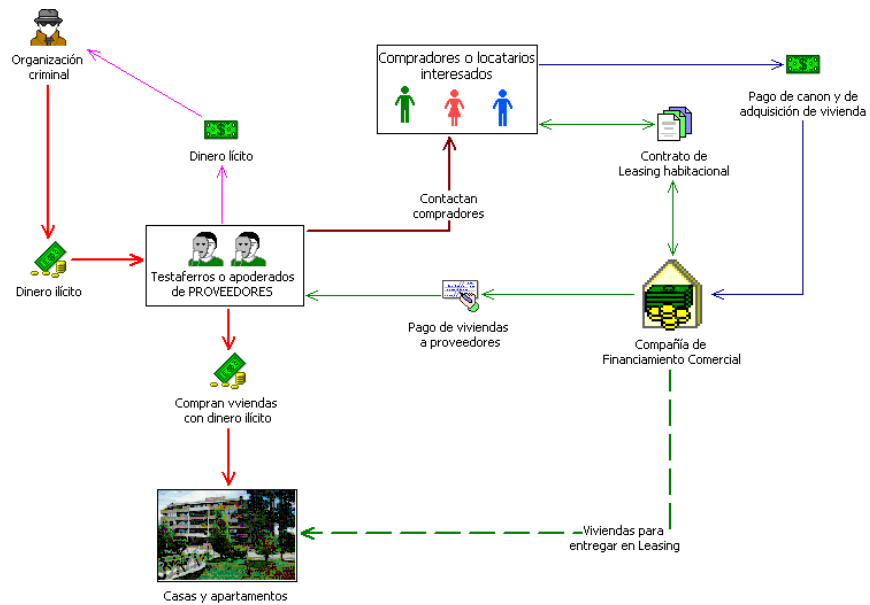 Organización
criminal
Compradores o locatarios
interesados
Pago de canon y de
adquisición de vivienda
Dinero lícito
Contrato de
Leasing habitacional
Contactan
compradores
Dinero ilícito
Testaferros o apoderados
de PROVEEDORES
Pago de viviendas
a proveedores
Compañía de
Financiamiento Comercial
Compran vviendas
con dinero ilícito
Viviendas para
entregar en Leasing
Casas y apartamentos